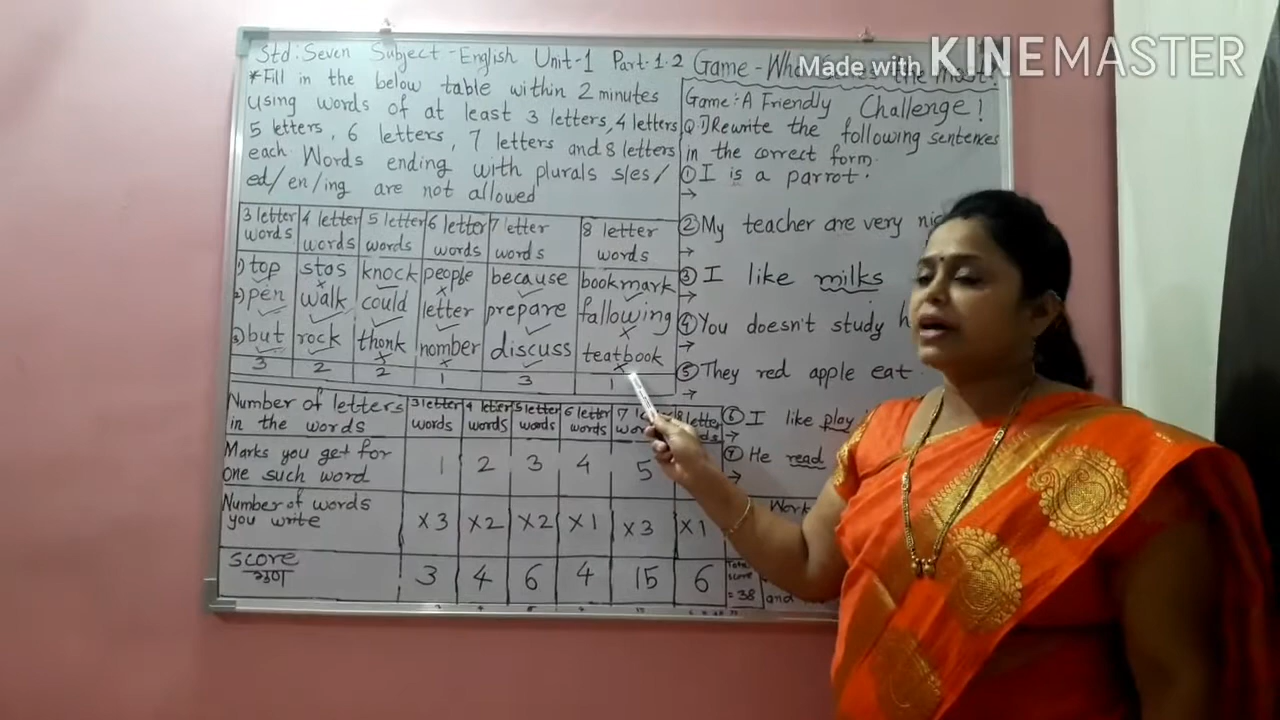 Made with KINEMASTER
Std : Seven Subject - English Unit-1 Part 1.2 Game - Who the most!
*Fill in the below table within 2 minutes
using words of at least 3 letters, 4 letters
5 letters, 6 letters, 7 letters and 8 letters
each. Words ending with plurals s/es/
ed/en/ing are not allowed
3 letter words 4 letter words 5 letter words 6 letter words 7 letter words 8 letter words
1) top stas knock people because bookmark
2) pen walk could letter prepare fallowing
3) but rock thonk nomber discuss teatbook
3 2 2 1 3 1
Number of letters in the words 3 letter words 4 letter words 5 letter words 6 letter words 7
Marks you get for one such word 1 2 3 4 5
Number of words you write X3 X2 X2 X1 X3 X1
score 3 4 6 4 15 6 Total score = 38
Game :- A Friendly Challenge!
Q.1) Rewrite the following sentences
in the correct form.
① I is a parrot.
→
② My teacher are very
→
③ I like milks
→
④ You doesn't study
→
⑤ They red apple eat
→
⑥ I like play
→
⑦ He read
→
and